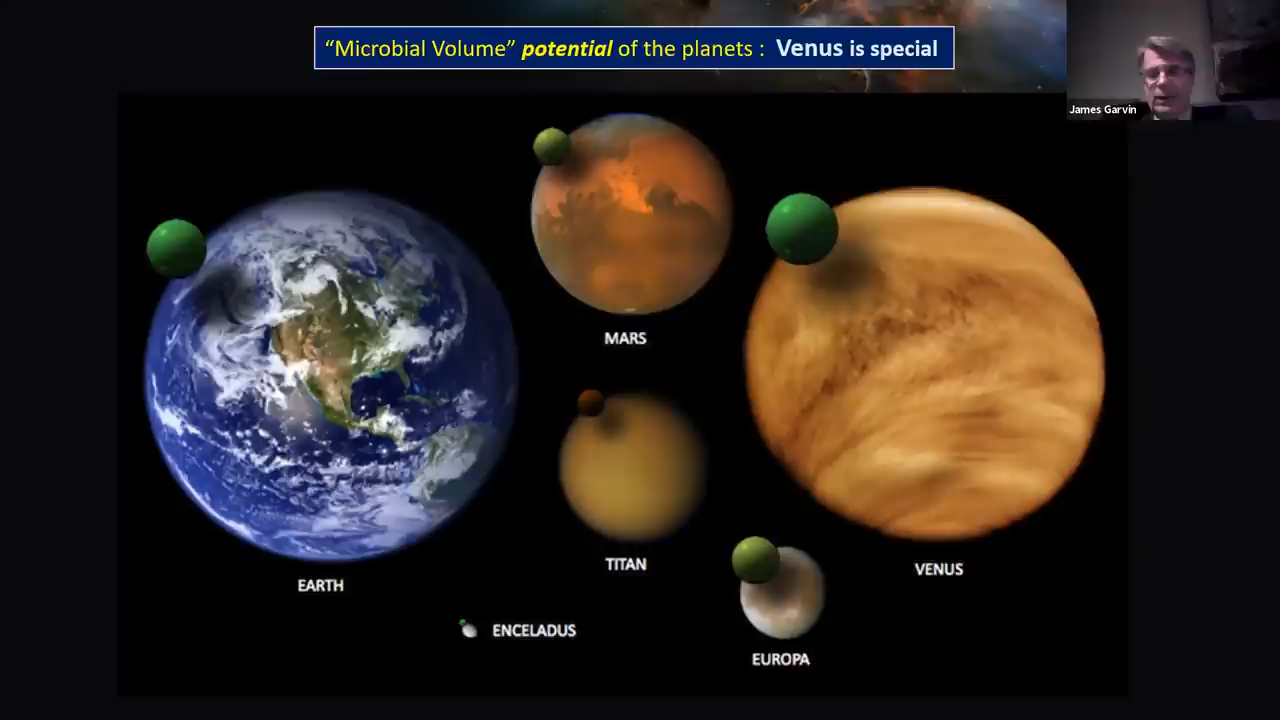 “Microbial Volume” potential of the planets : Venus is special
James Garvin
MARS
TITAN
VENUS
EARTH
ENCELADUS
EUROPA